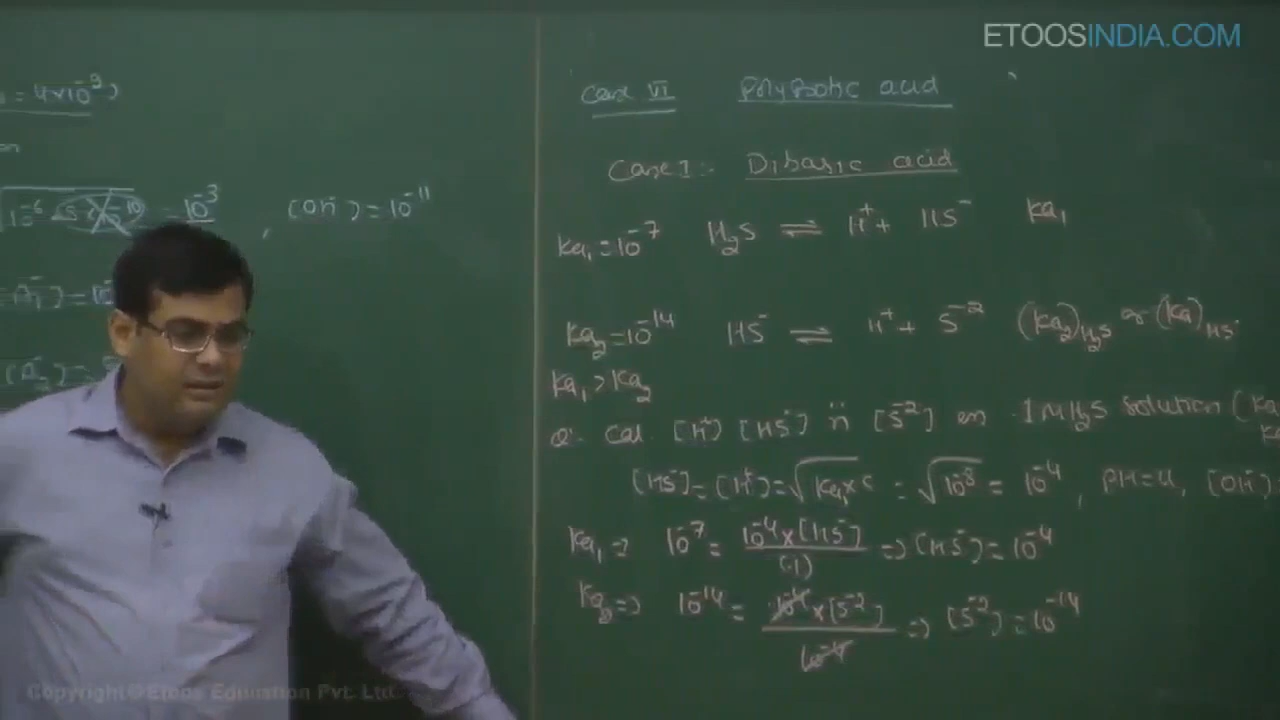 ETOOSINDIA.COM
= 4×10⁻⁹)
10⁻³
, [OH⁻] = 10⁻¹¹
Case VI Polybasic acid
Case I :- Dibasic acid
Ka₁ = 10⁻⁷ H₂S ⇌ H⁺ + HS⁻ Ka₁
Ka₂ = 10⁻¹⁴ HS⁻ ⇌ H⁺ + S⁻² (Ka₂)H₂S or (Ka)HS⁻
Ka₁ > Ka₂
Q. Cal. [H⁺] [HS⁻] n [S⁻²] in .1 M H₂S solution
[HS⁻] = [H⁺] = √Ka₁×C = √10⁻⁸ = 10⁻⁴ , PH = 4, [OH⁻] =
Ka₁ ⇒ 10⁻⁷ = 10⁻⁴×[HS⁻] / (.1) ⇒ [HS⁻] = 10⁻⁴
Ka₂ ⇒ 10⁻¹⁴ = 10⁻⁴×[S⁻²] / 10⁻⁴ ⇒ [S⁻²] = 10⁻¹⁴
Copyright © Etoos Education Pvt. Ltd.